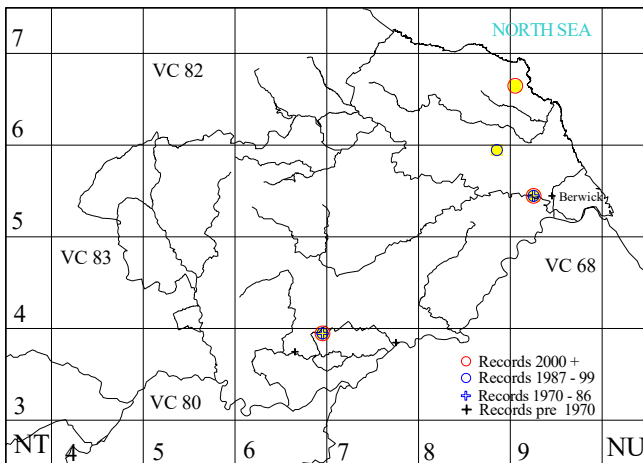 NORTH SEA
7
VC 82
6
Berwick
5
VC 83
VC 68
4
Records 2000 +
Records 1987 - 99
Records 1970 - 86
Records pre 1970
VC 80
3
NT 4 5 6 7 8 9 NU